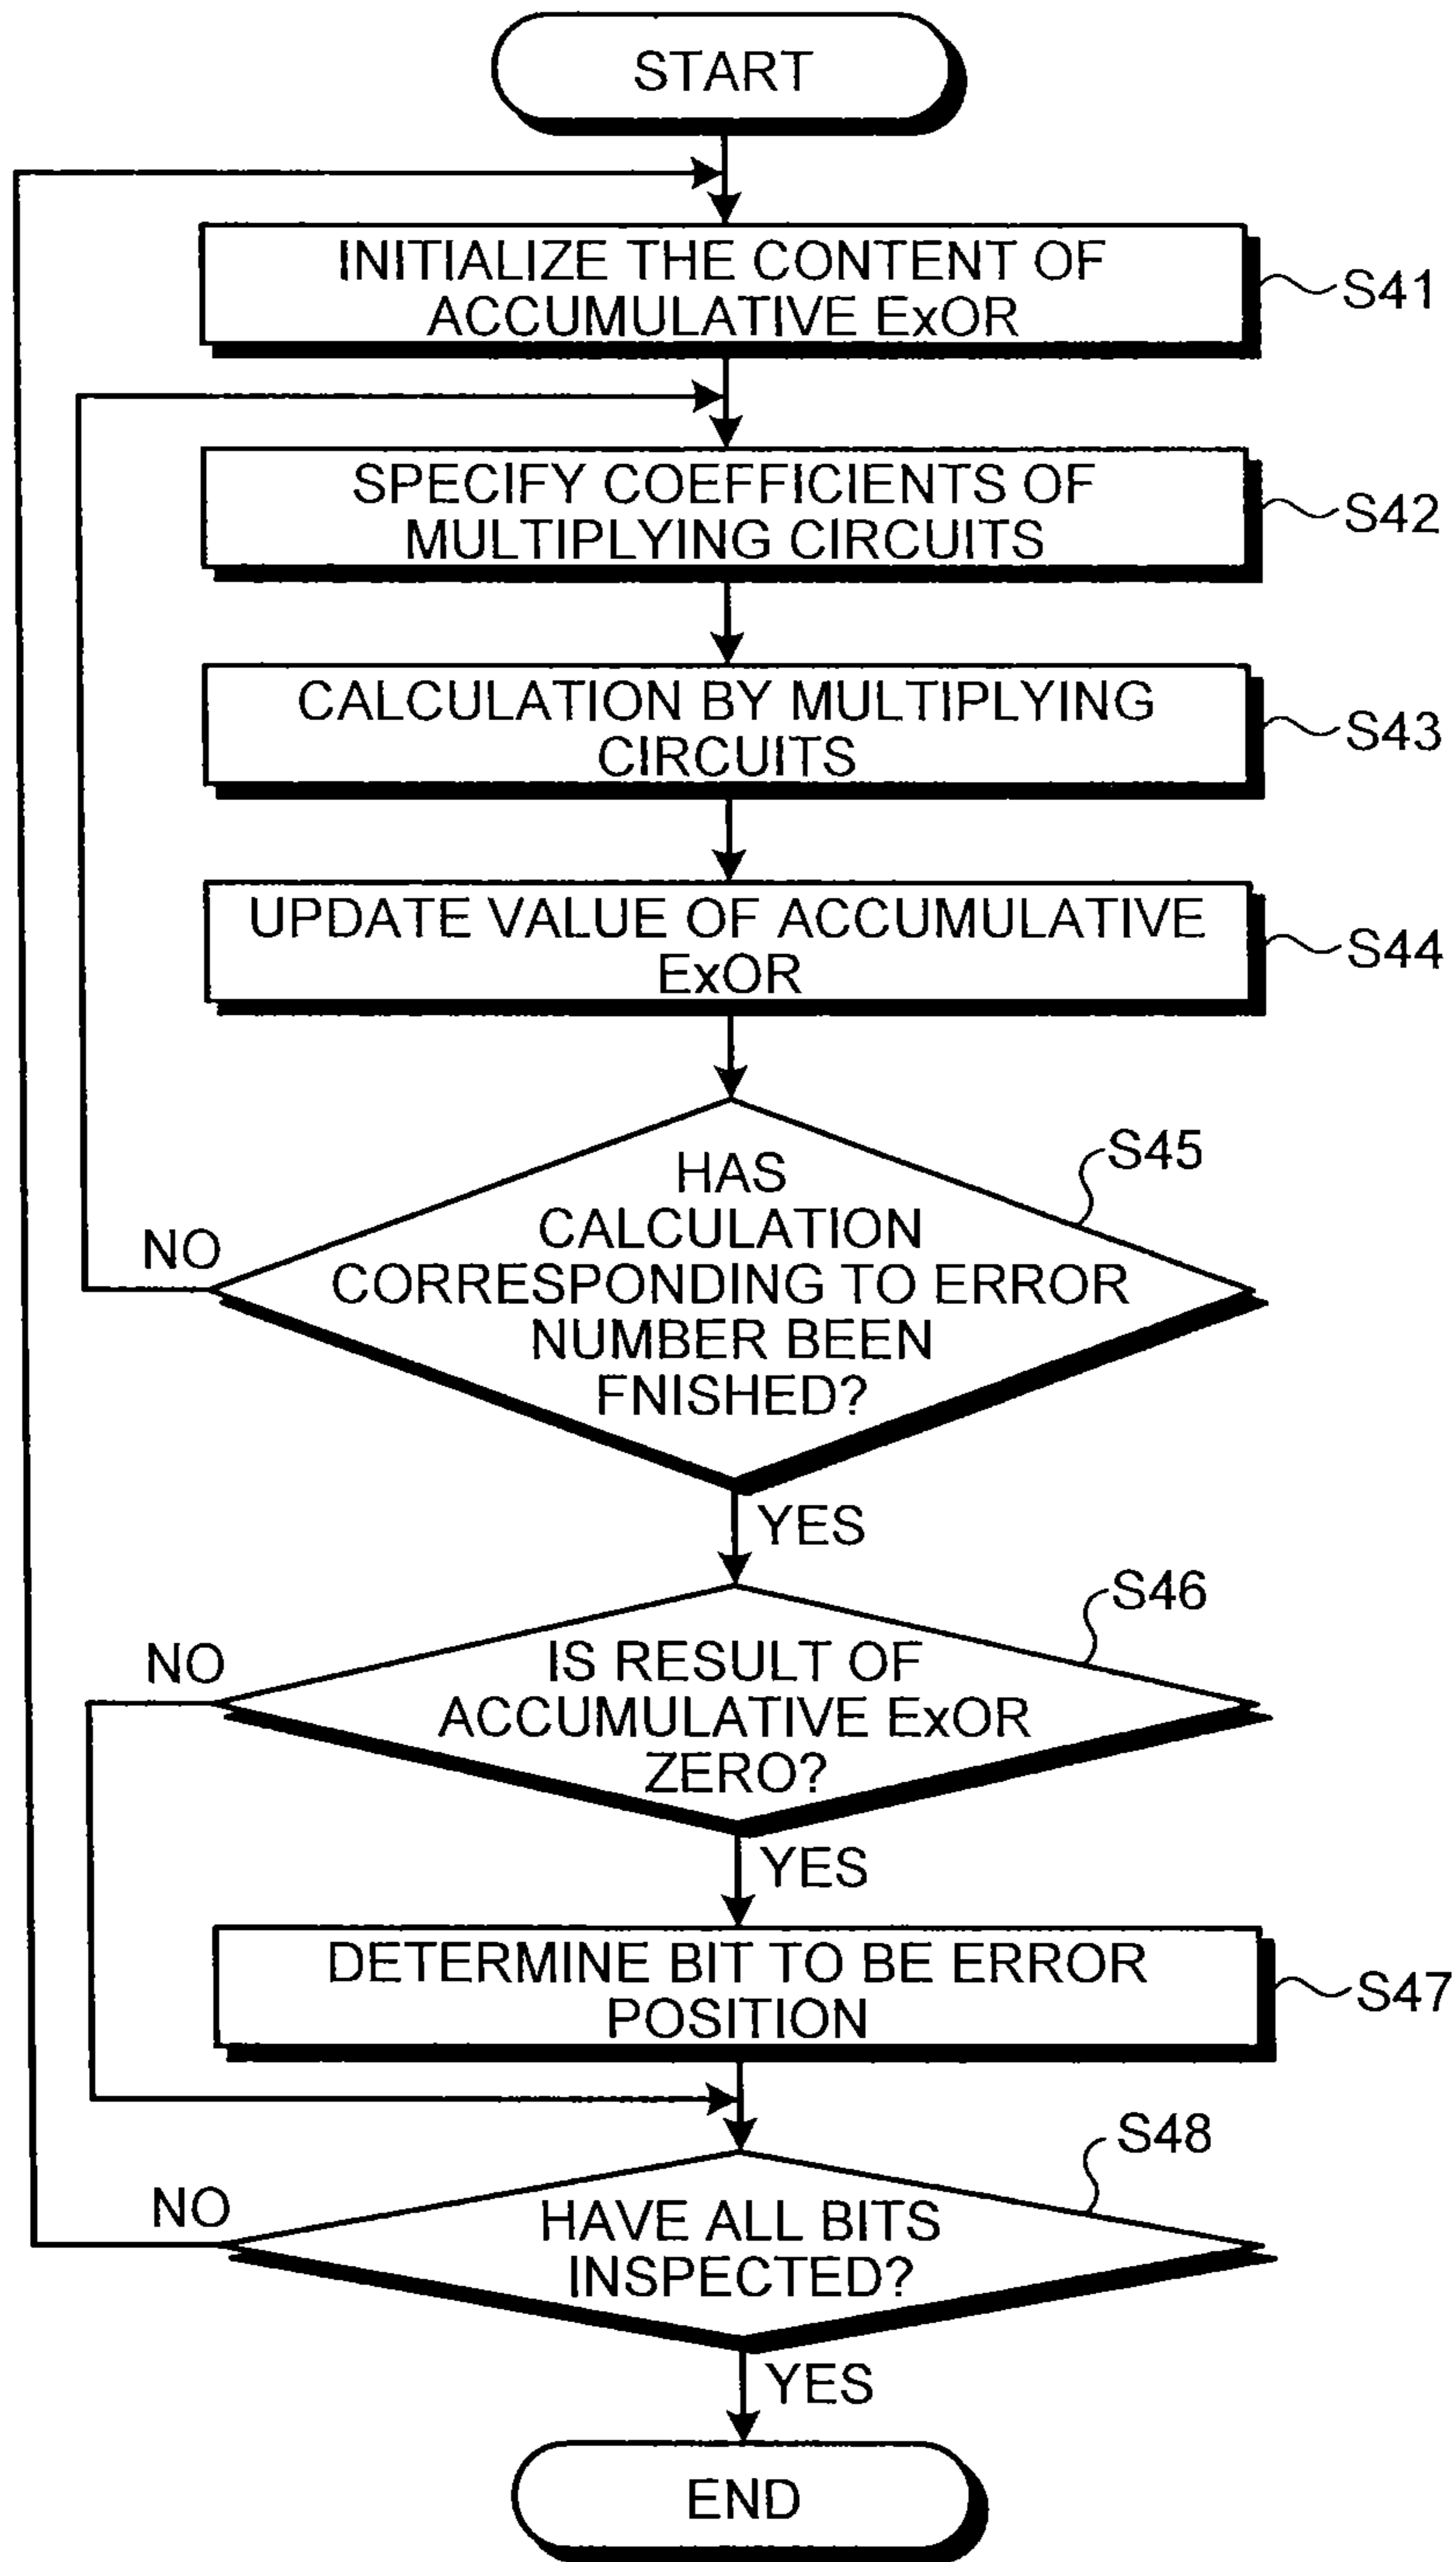 START
INITIALIZE THE CONTENT OF
ACCUMULATIVE ExOR
S41
SPECIFY COEFFICIENTS OF
MULTIPLYING CIRCUITS
S42
CALCULATION BY MULTIPLYING
CIRCUITS
S43
UPDATE VALUE OF ACCUMULATIVE
ExOR
S44
S45
HAS
CALCULATION
CORRESPONDING TO ERROR
NUMBER BEEN
FNISHED?
NO
YES
S46
IS RESULT OF
ACCUMULATIVE ExOR
ZERO?
NO
YES
DETERMINE BIT TO BE ERROR
POSITION
S47
S48
HAVE ALL BITS
INSPECTED?
NO
YES
END